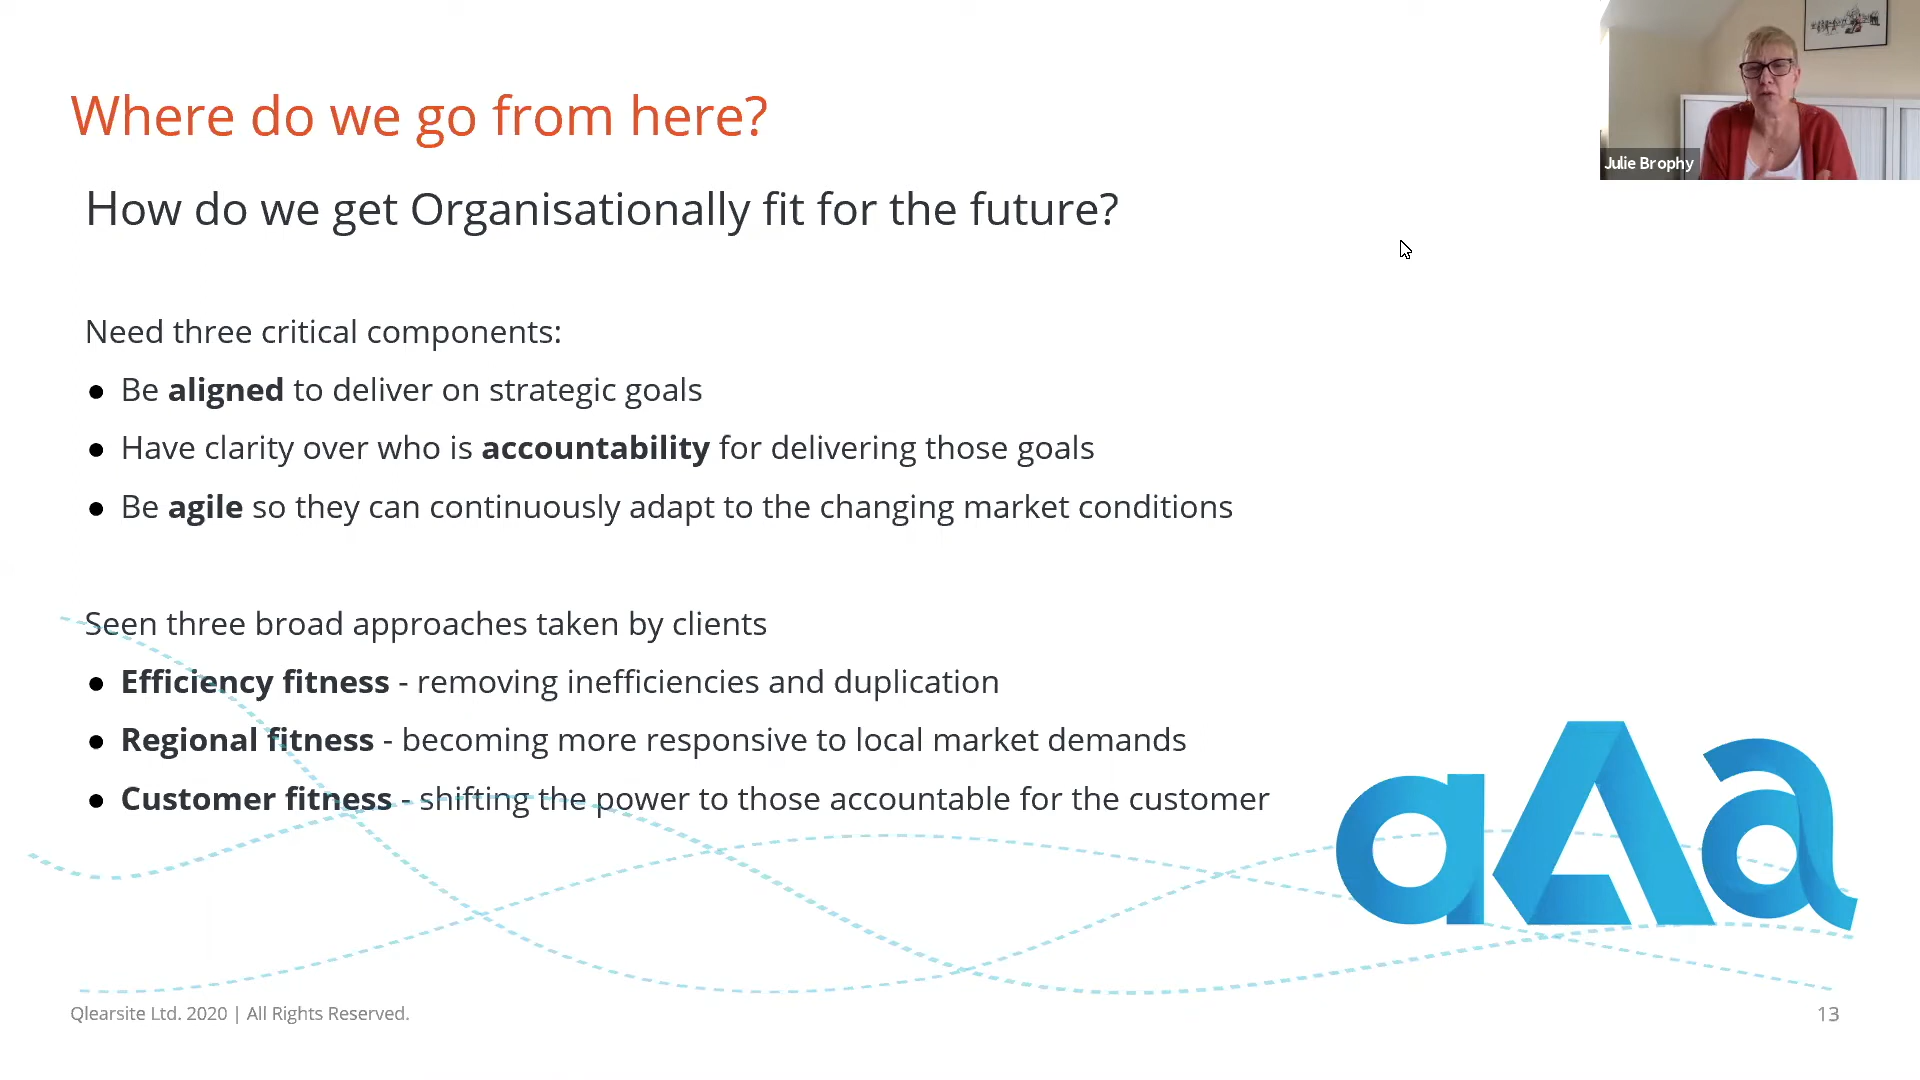 Where do we go from here?
Julie Brophy
How do we get Organisationally fit for the future?
Need three critical components:
● Be aligned to deliver on strategic goals
● Have clarity over who is accountability for delivering those goals
● Be agile so they can continuously adapt to the changing market conditions
Seen three broad approaches taken by clients
● Efficiency fitness - removing inefficiencies and duplication
● Regional fitness - becoming more responsive to local market demands
● Customer fitness - shifting the power to those accountable for the customer
aAa
Qlearsite Ltd. 2020 | All Rights Reserved.
13